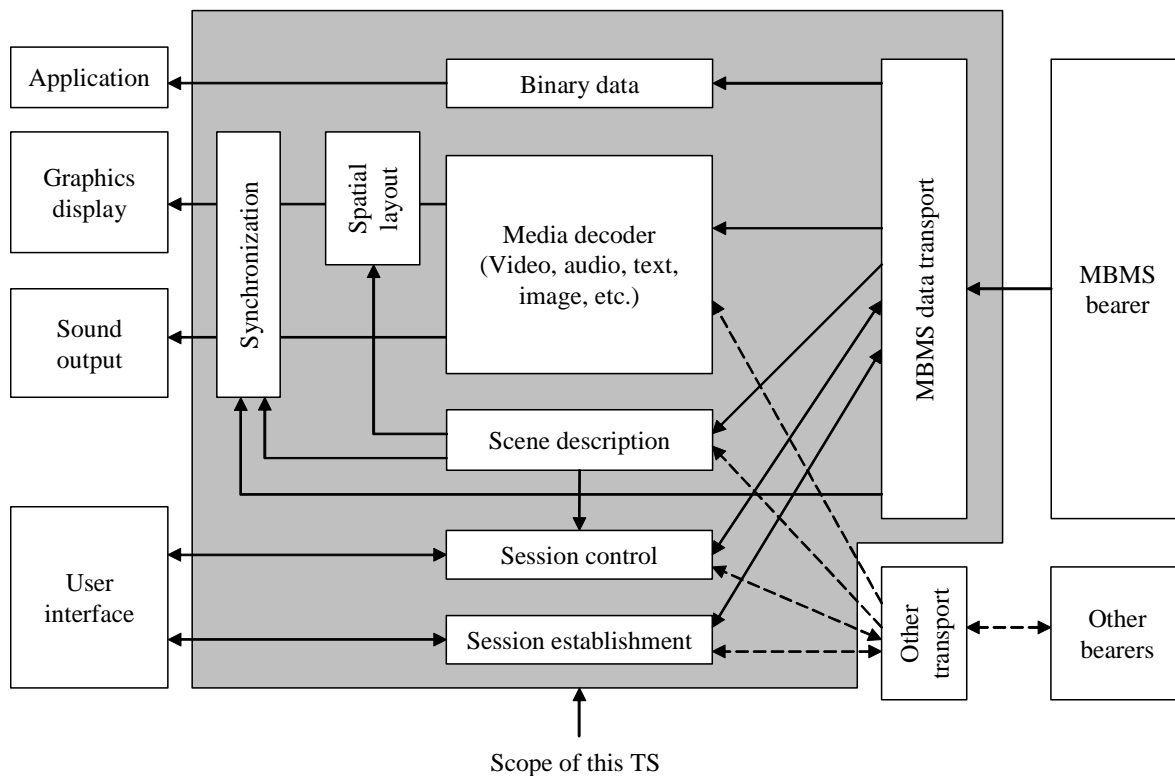 Application
Binary data
Graphics
display
Synchronization
Spatial
layout
Media decoder
(Video, audio, text,
image, etc.)
MBMS data transport
MBMS
bearer
Sound
output
Scene description
User
interface
Session control
Session establishment
Other
transport
Other
bearers
Scope of this TS